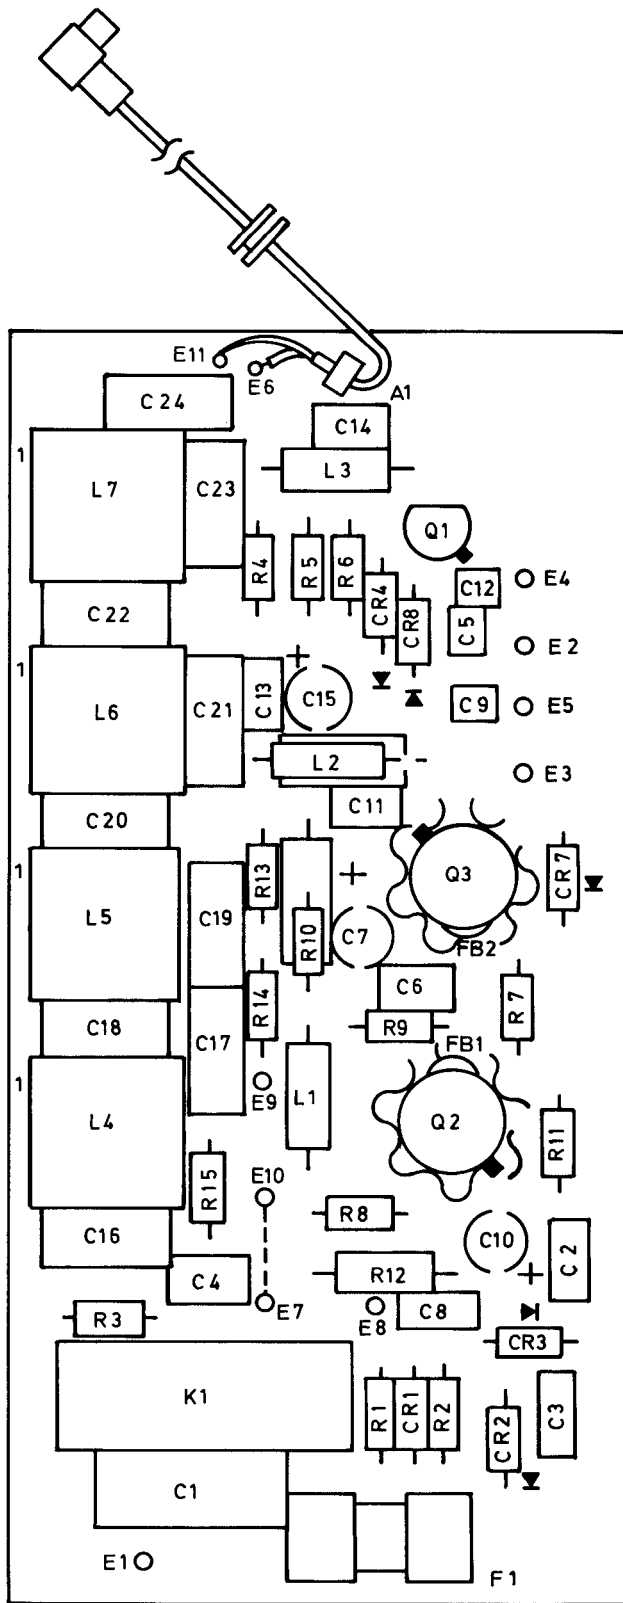 E11
E6
A1
C24
C14
1
L7
C23
L3
Q1
R4
R5
R6
CR4
CR8
C12
E4
C5
C22
E2
1
L6
C21
C13
+
C15
C9
E5
L2
E3
C11
C20
1
L5
C19
R13
+
Q3
CR7
R10
C7
FB2
C6
R14
R7
C18
C17
R9
E9
FB1
1
L4
L1
Q2
R11
R15
E10
R8
C16
C10
C2
C4
R12
+
E7
E8
C8
R3
CR3
K1
R1
CR1
R2
CR2
C3
C1
E1
F1